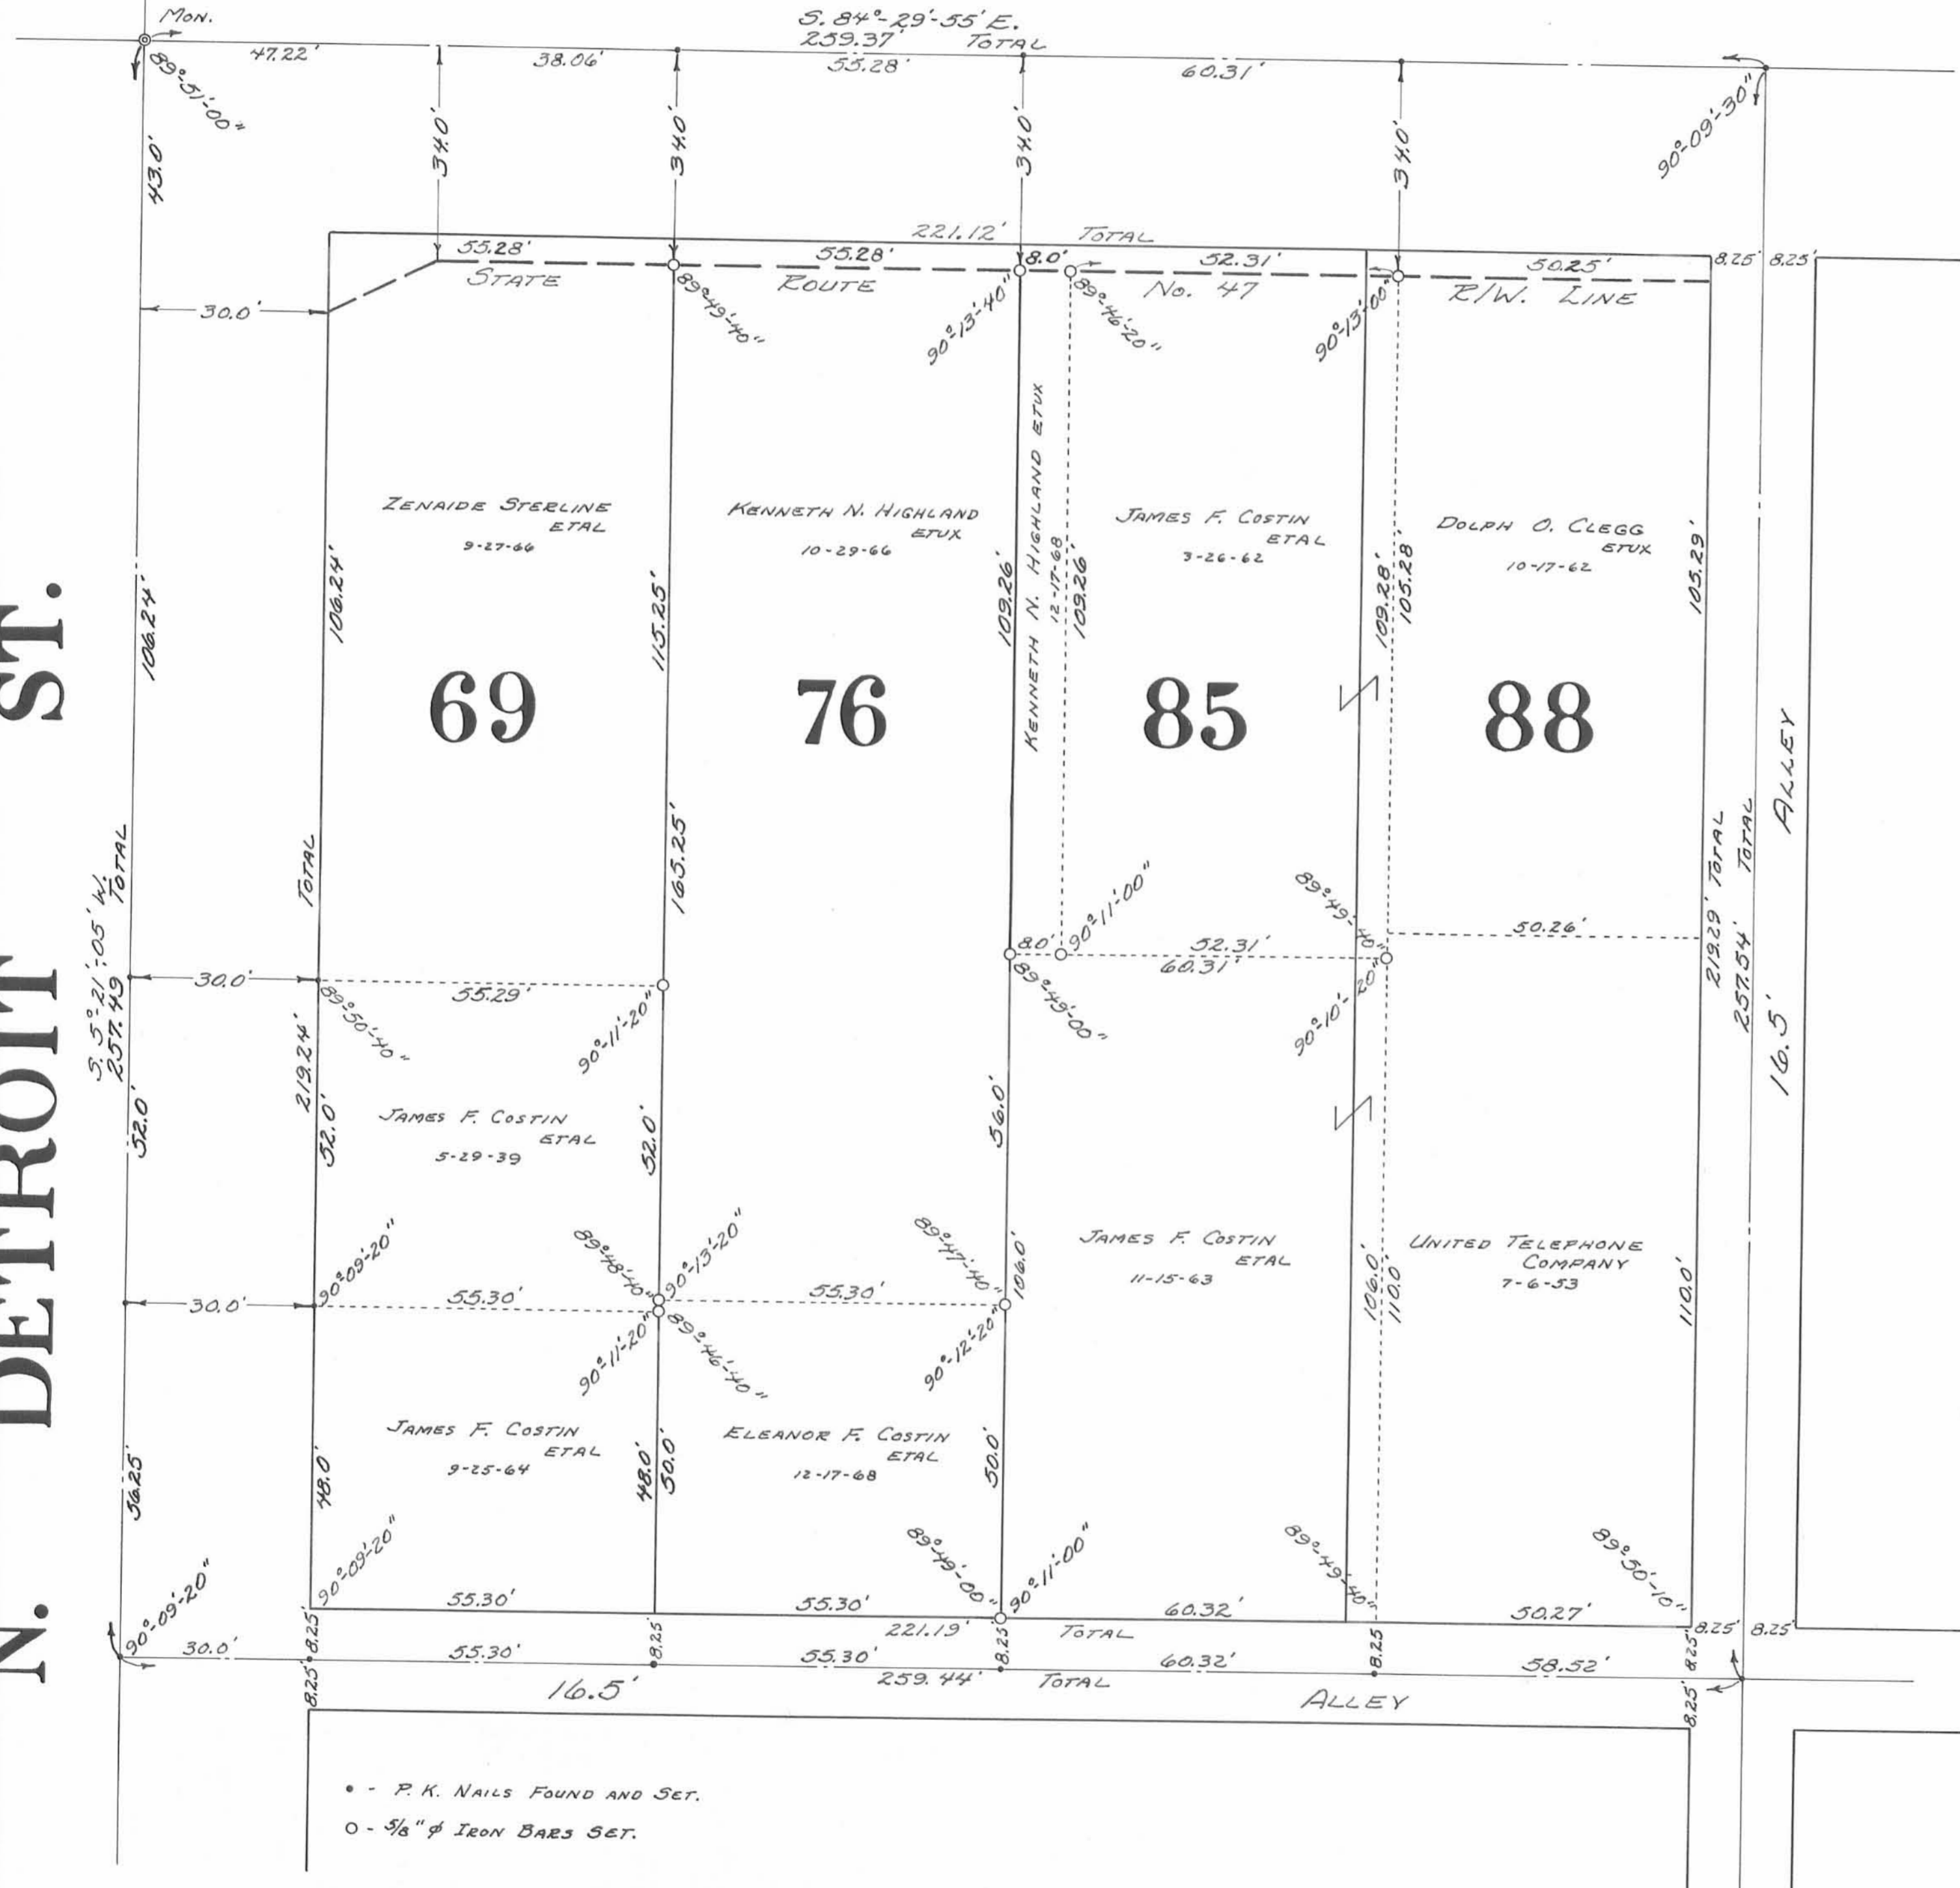 MON.
S. 84°-29'-55' E.
259.37' TOTAL
47.22' 38.06' 55.28' 60.31'
89°-51'-00"
90°-09'-30"
43.0' 34.0' 34.0' 34.0' 34.0'
221.12' TOTAL
55.28' 55.28' 8.0' 52.31' 50.25' 8.25' 8.25'
STATE ROUTE No. 47 R/W. LINE
30.0'
89°-49'-40" 90°-13'-40" 89°-46'-20" 90°-13'-00"
ZENAIDE STERLINE
ETAL
9-27-66
KENNETH N. HIGHLAND
ETUX
10-29-66
KENNETH N. HIGHLAND ETUX
12-17-68
JAMES F. COSTIN
ETAL
3-26-62
DOLPH O. CLEGG
ETUX
10-17-62
106.24' 106.24' 115.25' 109.26' 109.26' 109.28' 105.28' 105.29'
69 76 85 88
N. DETROIT ST.
S. 5°-21'-05' W.
257.49 TOTAL
219.24' TOTAL
165.25'
219.29' TOTAL
257.54' TOTAL
16.5' ALLEY
90°-11'-00" 89°-49'-40"
8.0' 52.31' 50.26'
60.31'
30.0' 55.29'
89°-50'-40" 90°-11'-20" 89°-49'-00" 90°-10'-20"
52.0' 52.0' 52.0' 56.0'
JAMES F. COSTIN
ETAL
5-29-39
90°-09'-20" 89°-48'-40" 90°-13'-20" 89°-47'-40"
30.0' 55.30' 55.30'
90°-11'-20" 89°-46'-40" 90°-12'-20"
106.0' 106.0' 110.0' 110.0'
JAMES F. COSTIN
ETAL
11-15-63
UNITED TELEPHONE
COMPANY
7-6-53
JAMES F. COSTIN
ETAL
9-25-64
ELEANOR F. COSTIN
ETAL
12-17-68
56.25' 48.0' 48.0' 50.0' 50.0'
90°-09'-20" 90°-09'-20" 89°-49'-00" 90°-11'-00" 89°-49'-40" 89°-50'-10"
55.30' 55.30' 60.32' 50.27'
221.19' TOTAL
8.25' 8.25' 8.25' 8.25 8.25' 8.25' 8.25'
30.0' 55.30' 55.30' 60.32' 58.52'
259.44' TOTAL
8.25' 16.5' ALLEY 8.25'
• - P.K. NAILS FOUND AND SET.
O - 5/8" ϕ IRON BARS SET.